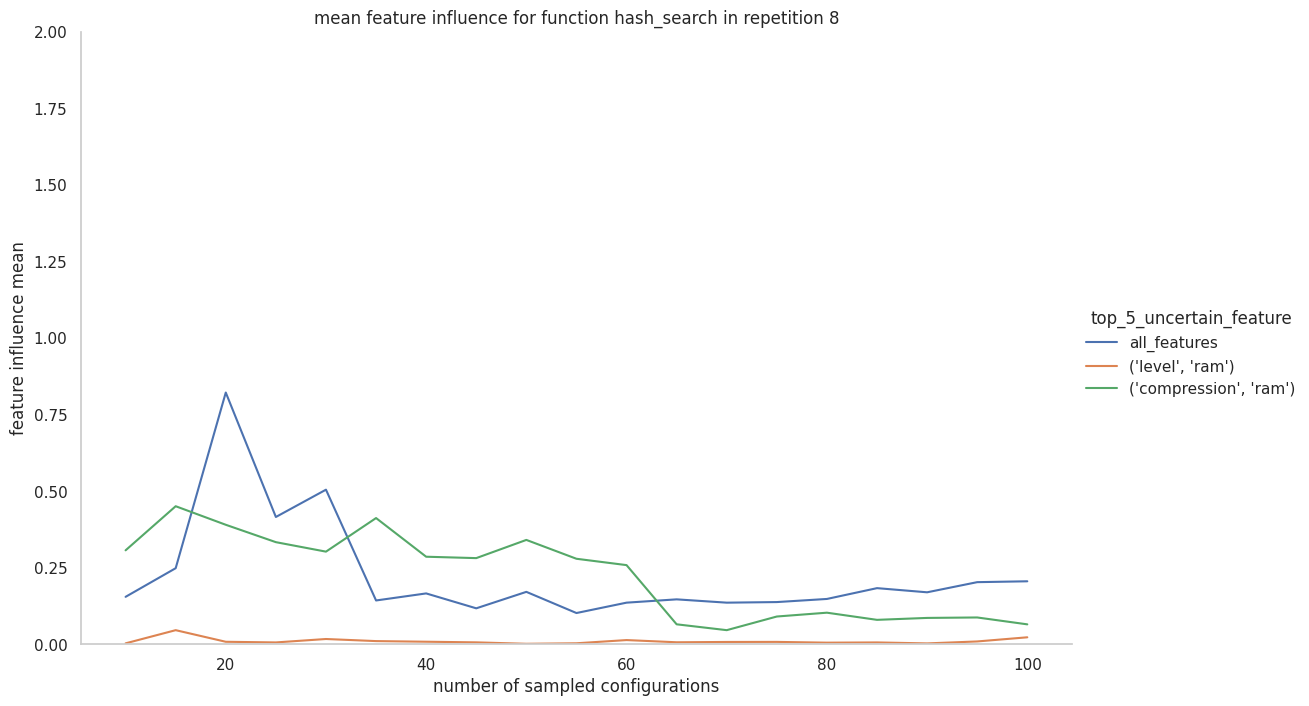 mean feature influence for function hash_search in repetition 8
2.00
1.75
1.50
1.25
1.00
0.75
0.50
0.25
0.00
feature influence mean
20 40 60 80 100
number of sampled configurations
top_5_uncertain_feature
all_features
('level', 'ram')
('compression', 'ram')